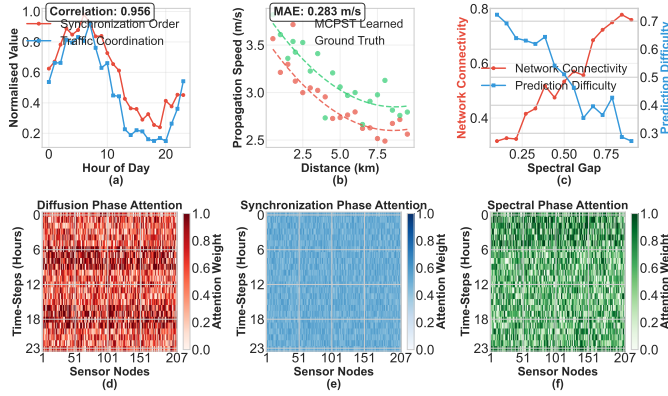 Correlation: 0.956
Synchronization Order
Traffic Coordination
Normalised Value
1.0
0.8
0.6
0.4
0.2
0
10
20
Hour of Day
(a)
MAE: 0.283 m/s
MCPST Learned
Ground Truth
Propagation Speed (m/s)
3.5
3.0
2.5
2.5
5.0
7.5
Distance (km)
(b)
Network Connectivity
Prediction Difficulty
Network Connectivity
0.8
0.6
0.4
0.25
0.50
0.75
Spectral Gap
(c)
0.7
0.6
0.5
0.4
0.3
Prediction Difficulty
Diffusion Phase Attention
Time-Steps (Hours)
0
6
12
18
23
1
51
101
151
207
Sensor Nodes
(d)
1.0
0.8
0.6
0.4
0.2
0.0
Attention Weight
Synchronization Phase Attention
Time-Steps (Hours)
0
6
12
18
23
1
51
101
151
207
Sensor Nodes
(e)
1.0
0.8
0.6
0.4
0.2
0.0
Attention Weight
Spectral Phase Attention
Time-Steps (Hours)
0
6
12
18
23
1
51
101
151
207
Sensor Nodes
(f)
1.0
0.8
0.6
0.4
0.2
0.0
Attention Weight